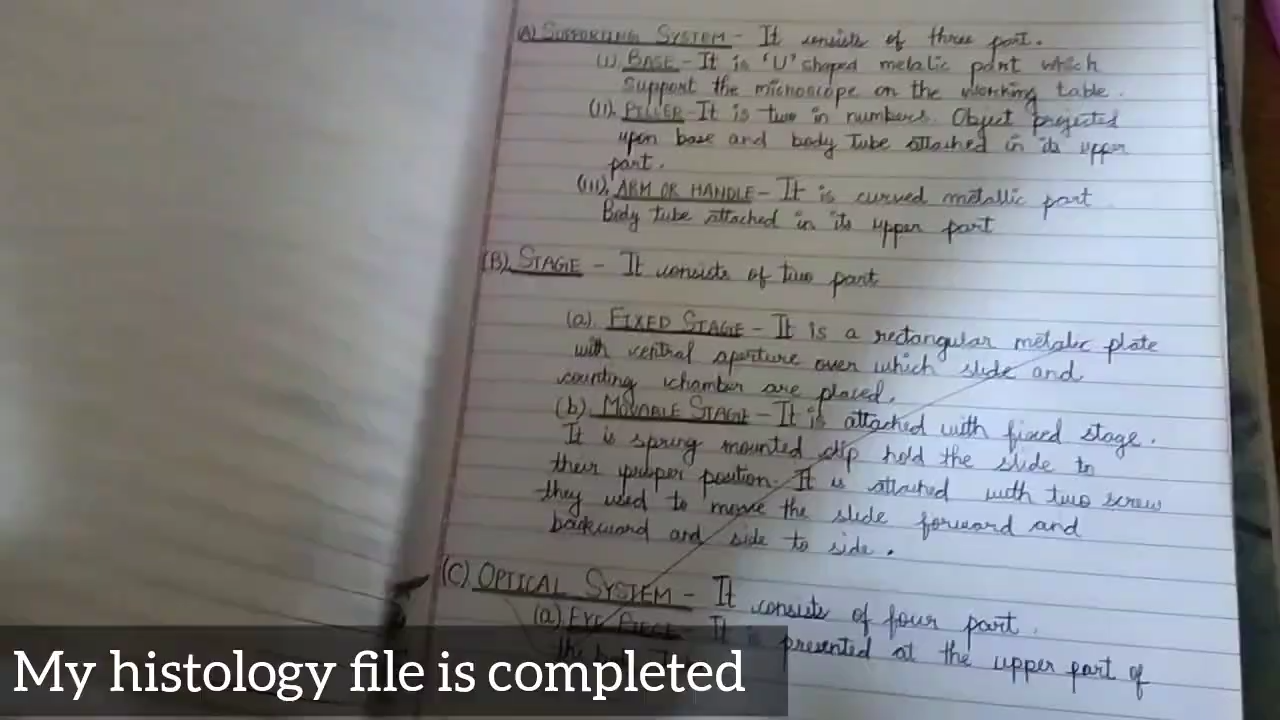 (A) SUPPORTING SYSTEM - It consists of three part.
(i) BASE - It is 'U' shaped metalic part which
support the microscope on the working table.
(ii). PILLER - It is two in numbers. Object projected
upon base and body tube attached in its upper
part.
(iii). ARM OR HANDLE - It is curved metallic part
Body tube attached in its upper part
(B). STAGE - It consists of two part
(a). FIXED STAGE - It is a rectangular metalic plate
with central aperture over which slide and
counting chamber are placed.
(b). MOVABLE STAGE - It is attached with fixed stage.
It is spring mounted clip hold the slide to
their proper position. It is attached with two screw
they used to move the slide forward and
backward and side to side.
(C) OPTICAL SYSTEM - It consists of four part.
(a) EYE PIECE - It is presented at the upper part of
the body
My histology file is completed